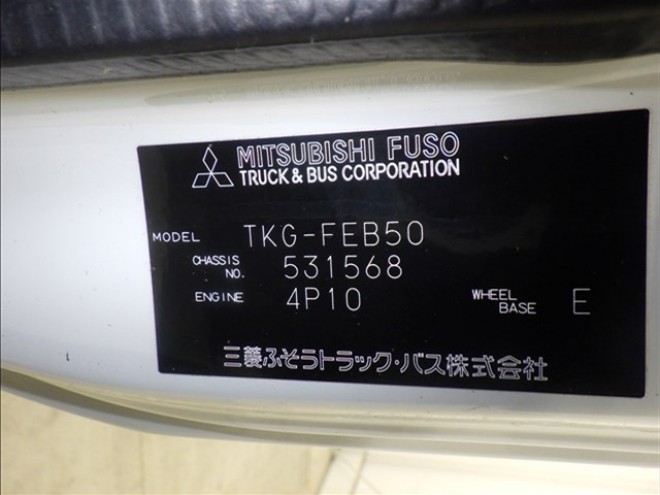 MITSUBISHI FUSO
TRUCK & BUS CORPORATION
MODEL TKG-FEB50
CHASSIS NO. 531568
ENGINE 4P10 WHEEL BASE E
三菱ふそうトラック・バス株式会社